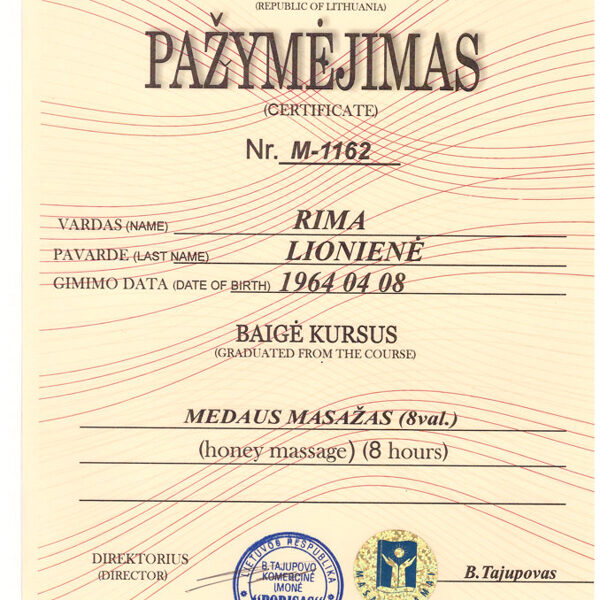 (REPUBLIC OF LITHUANIA)
PAŽYMĖJIMAS
(CERTIFICATE)
Nr. M-1162
VARDAS (NAME) RIMA
PAVARDE (LAST NAME) LIONIENĖ
GIMIMO DATA (DATE OF BIRTH) 1964 04 08
BAIGĖ KURSUS
(GRADUATED FROM THE COURSE)
MEDAUS MASAŽAS (8val.)
(honey massage) (8 hours)
DIREKTORIUS
(DIRECTOR)
LIETUVOS RESPUBLIKA
B.TAJUPOVO
KOMERCINĖ
ĮMONĖ
B.Tajupovas